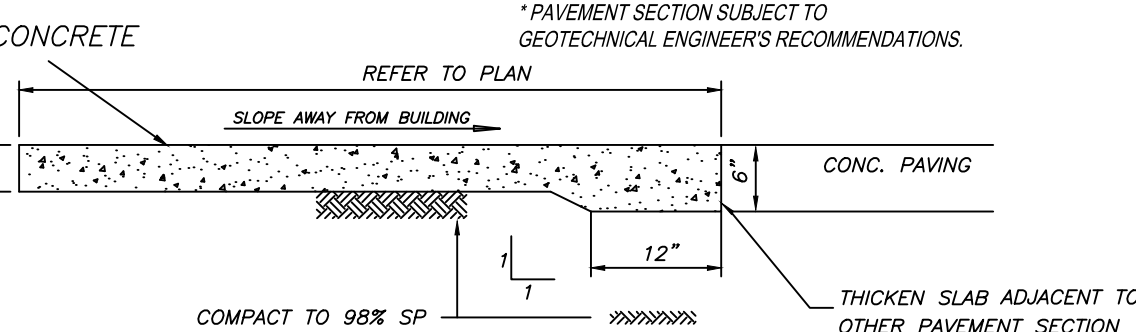 * PAVEMENT SECTION SUBJECT TO
GEOTECHNICAL ENGINEER'S RECOMMENDATIONS.
CONCRETE
REFER TO PLAN
SLOPE AWAY FROM BUILDING
6"
CONC. PAVING
12"
1
1
COMPACT TO 98% SP
THICKEN SLAB ADJACENT TO
OTHER PAVEMENT SECTION